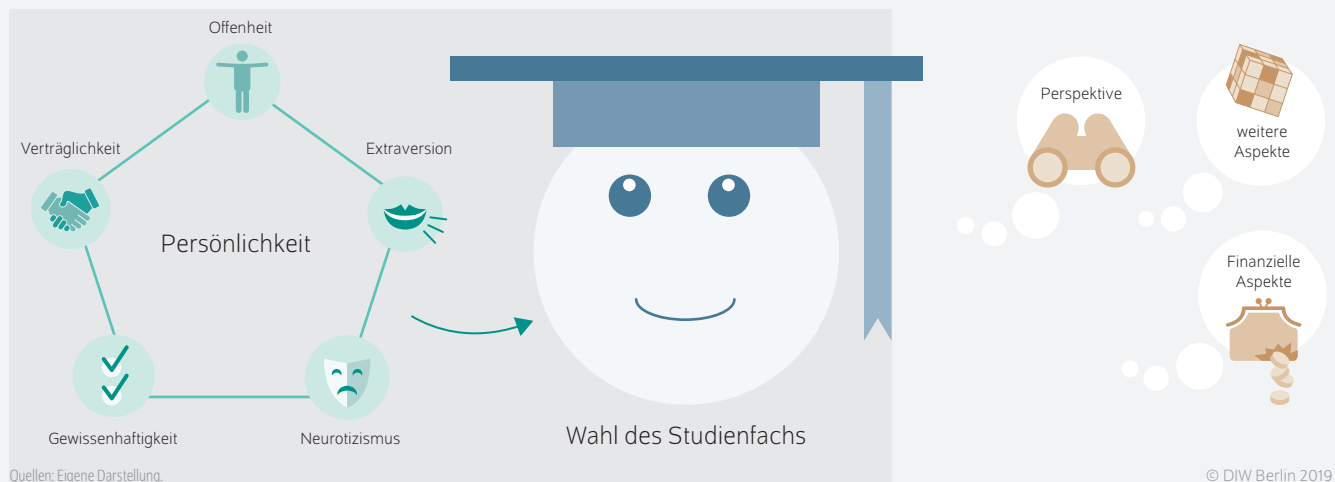 Offenheit
Verträglichkeit
Extraversion
Persönlichkeit
Gewissenhaftigkeit
Neurotizismus
Wahl des Studienfachs
Perspektive
weitere
Aspekte
Finanzielle
Aspekte
Quellen: Eigene Darstellung.
© DIW Berlin 2019